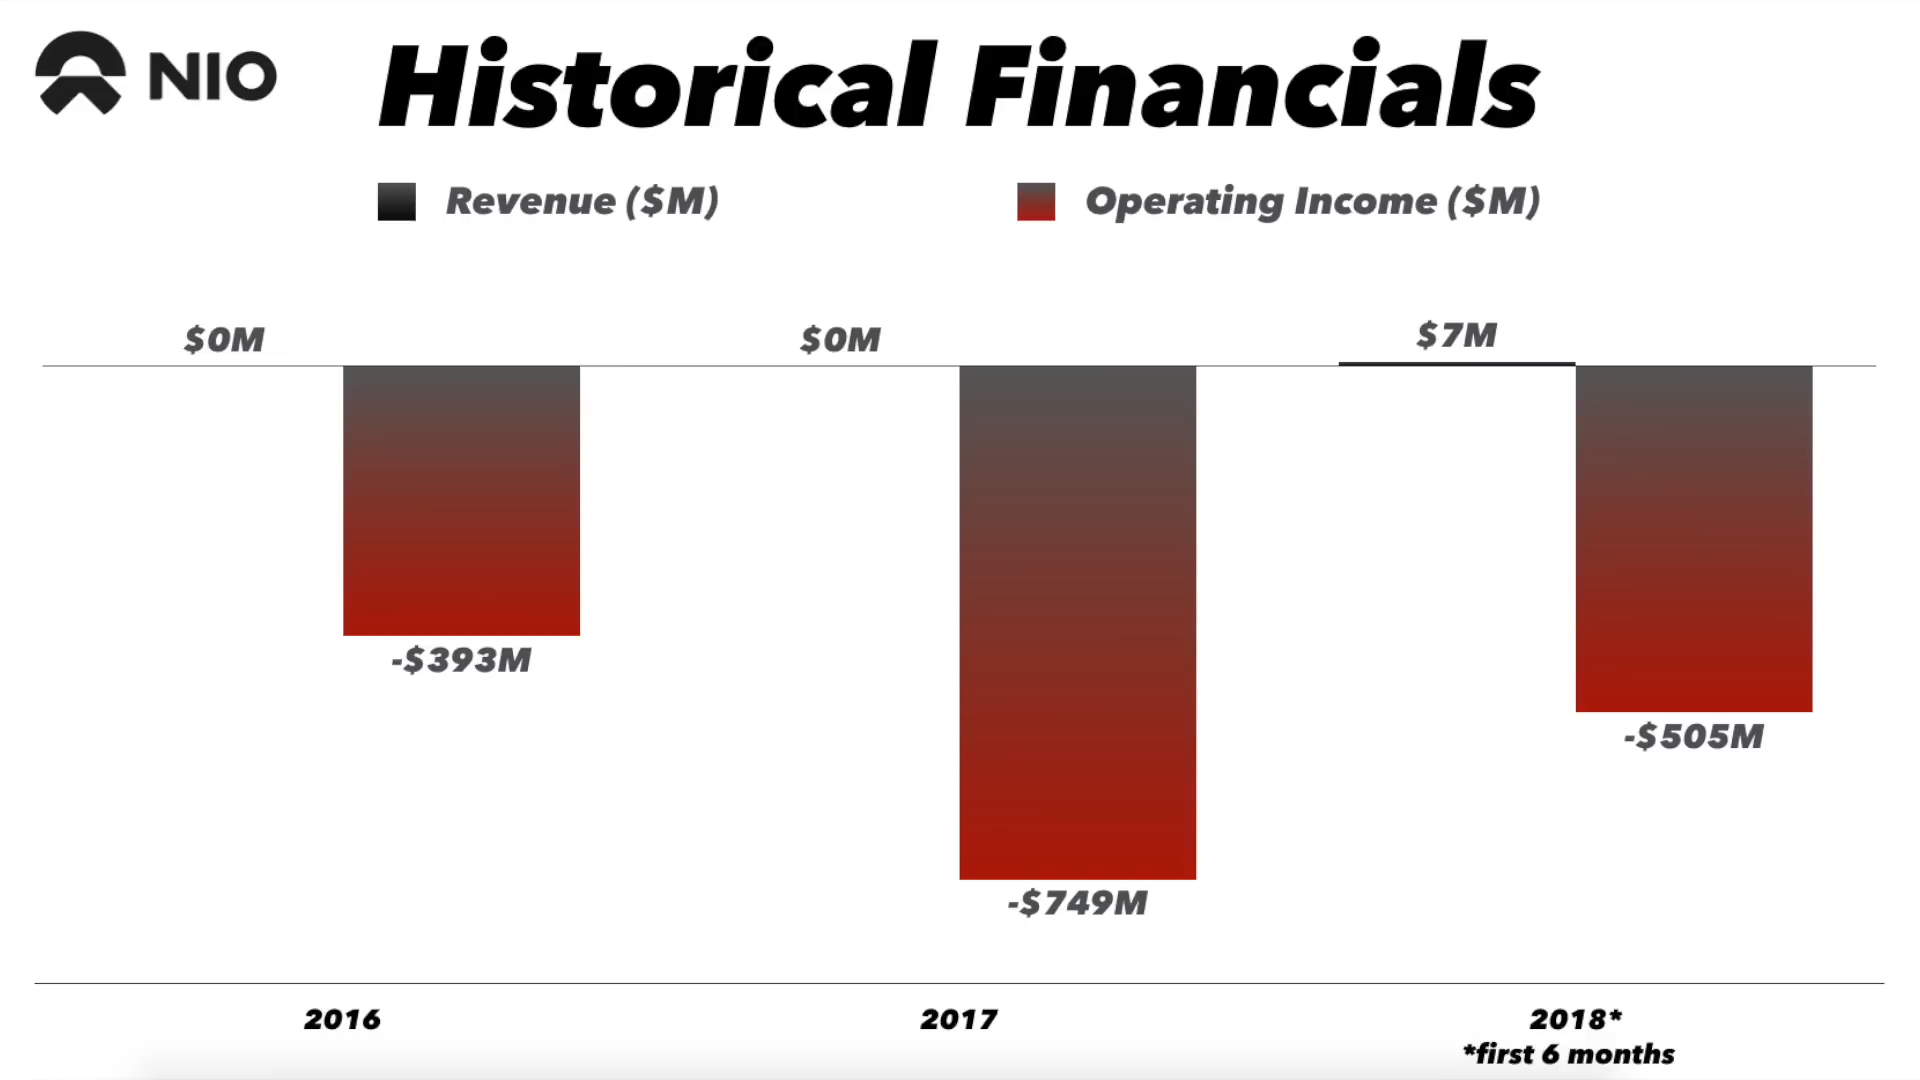 NIO
Historical Financials
Revenue ($M)
Operating Income ($M)
$0M
$0M
$7M
-$393M
-$749M
-$505M
2016
2017
2018*
*first 6 months